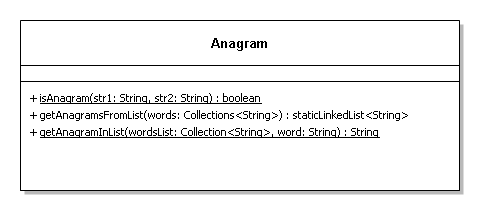 Anagram
+ isAnagram(str1: String, str2: String) : boolean
+ getAnagramsFromList(words: Collections<String>) : staticLinkedList<String>
+ getAnagramInList(wordsList: Collection<String>, word: String) : String